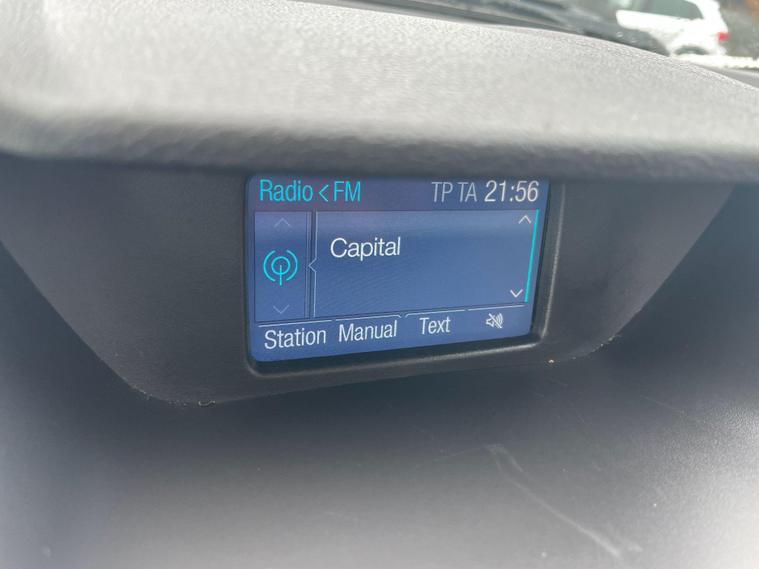 Radio < FM TP TA 21:56
Capital
Station Manual Text